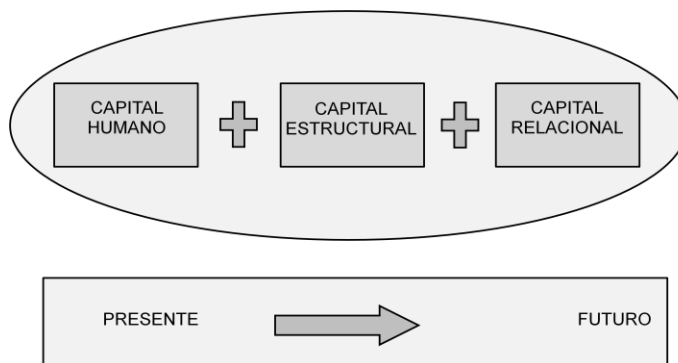 CAPITAL
HUMANO
CAPITAL
ESTRUCTURAL
CAPITAL
RELACIONAL
PRESENTE
FUTURO